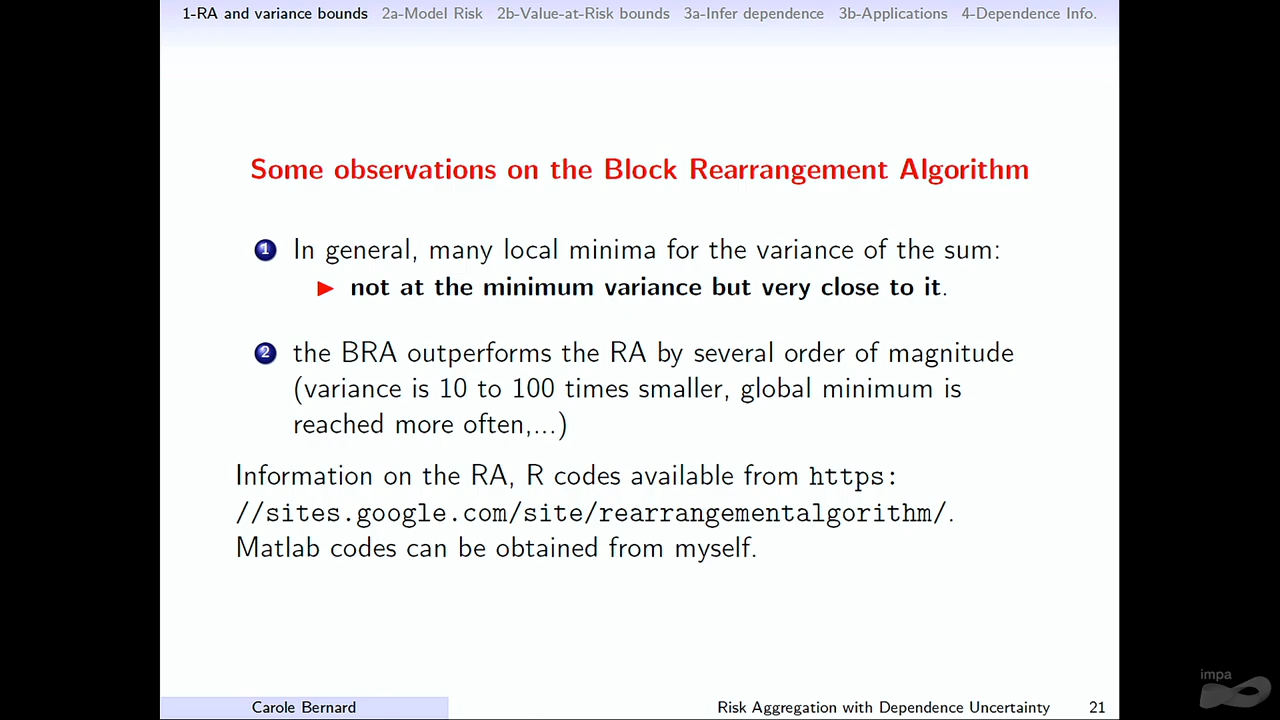 1-RA and variance bounds 2a-Model Risk 2b-Value-at-Risk bounds 3a-Infer dependence 3b-Applications 4-Dependence Info.
Some observations on the Block Rearrangement Algorithm
1 In general, many local minima for the variance of the sum:
▶ not at the minimum variance but very close to it.
2 the BRA outperforms the RA by several order of magnitude
(variance is 10 to 100 times smaller, global minimum is
reached more often,...)
Information on the RA, R codes available from https:
//sites.google.com/site/rearrangementalgorithm/.
Matlab codes can be obtained from myself.
impa
Carole Bernard Risk Aggregation with Dependence Uncertainty 21